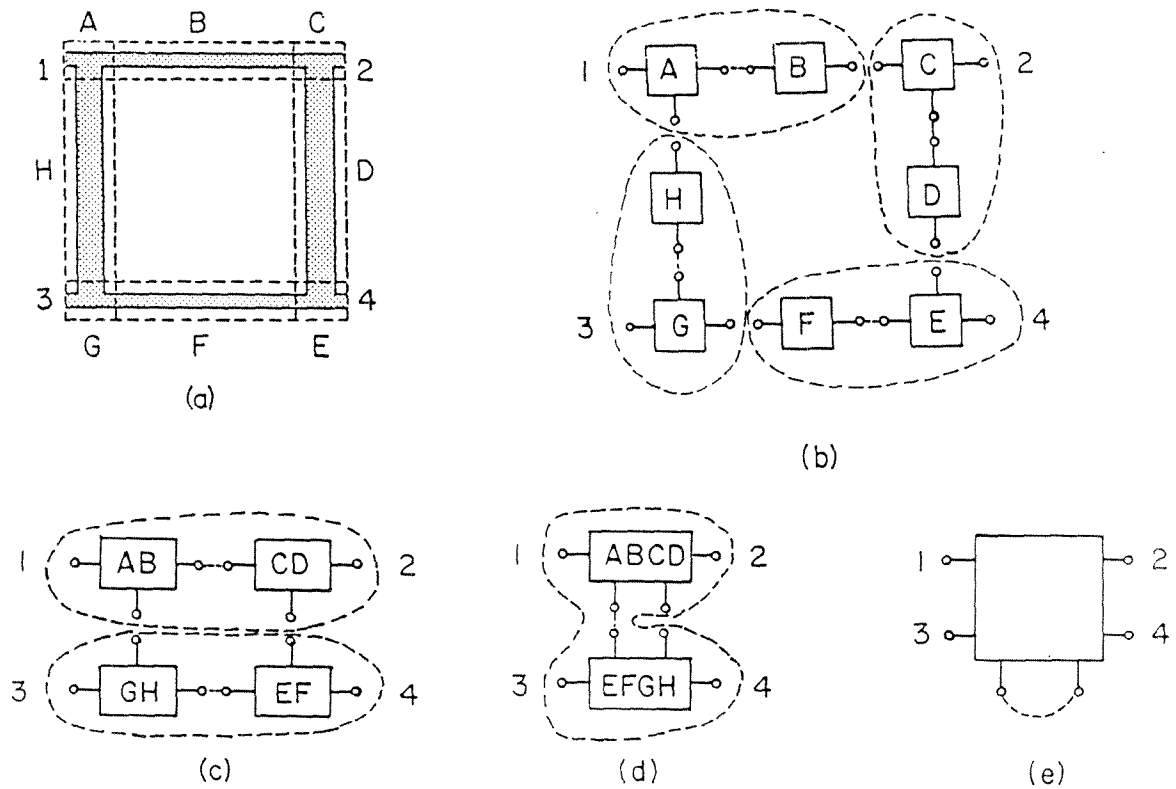 A B C
1 2
H D
3 4
G F E
(a)
1 A B C 2
H D
3 G F E 4
(b)
1 AB CD 2
3 GH EF 4
(c)
1 ABCD 2
3 EFGH 4
(d)
1 2
3 4
(e)